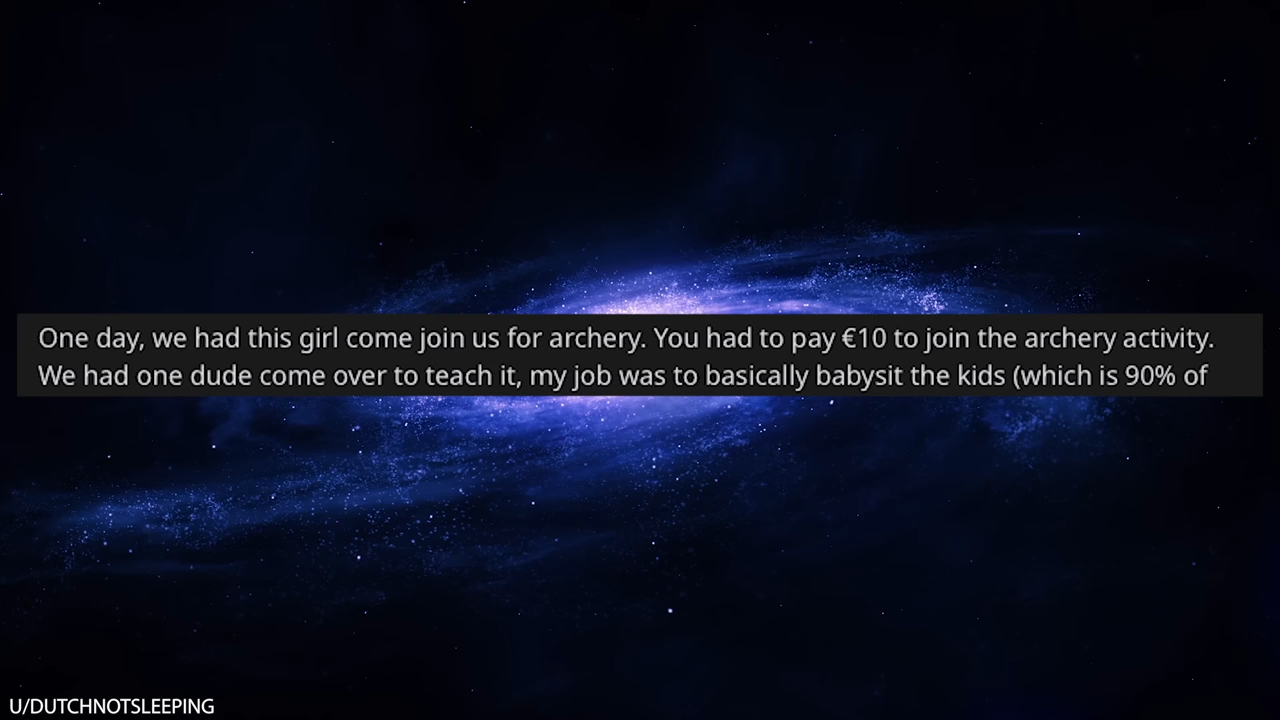 One day, we had this girl come join us for archery. You had to pay €10 to join the archery activity.
We had one dude come over to teach it, my job was to basically babysit the kids (which is 90% of
U/DUTCHNOTSLEEPING